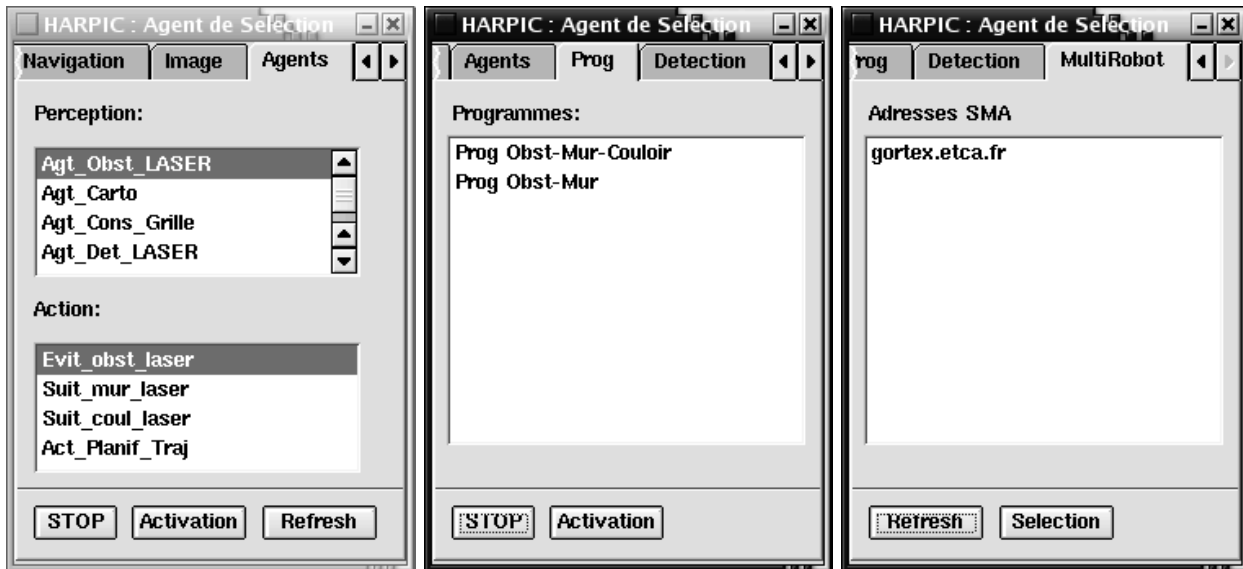 HARPIC : Agent de Selection
Navigation Image Agents
Perception:
Agt_Obst_LASER
Agt_Carto
Agt_Cons_Grille
Agt_Det_LASER
Action:
Evit_obst_laser
Suit_mur_laser
Suit_coul_laser
Act_Planif_Traj
STOP Activation Refresh
HARPIC : Agent de Selection
Agents Prog Detection
Programmes:
Prog Obst-Mur-Couloir
Prog Obst-Mur
STOP Activation
HARPIC : Agent de Selection
rog Detection MultiRobot
Adresses SMA
gortex.etca.fr
Refresh Selection